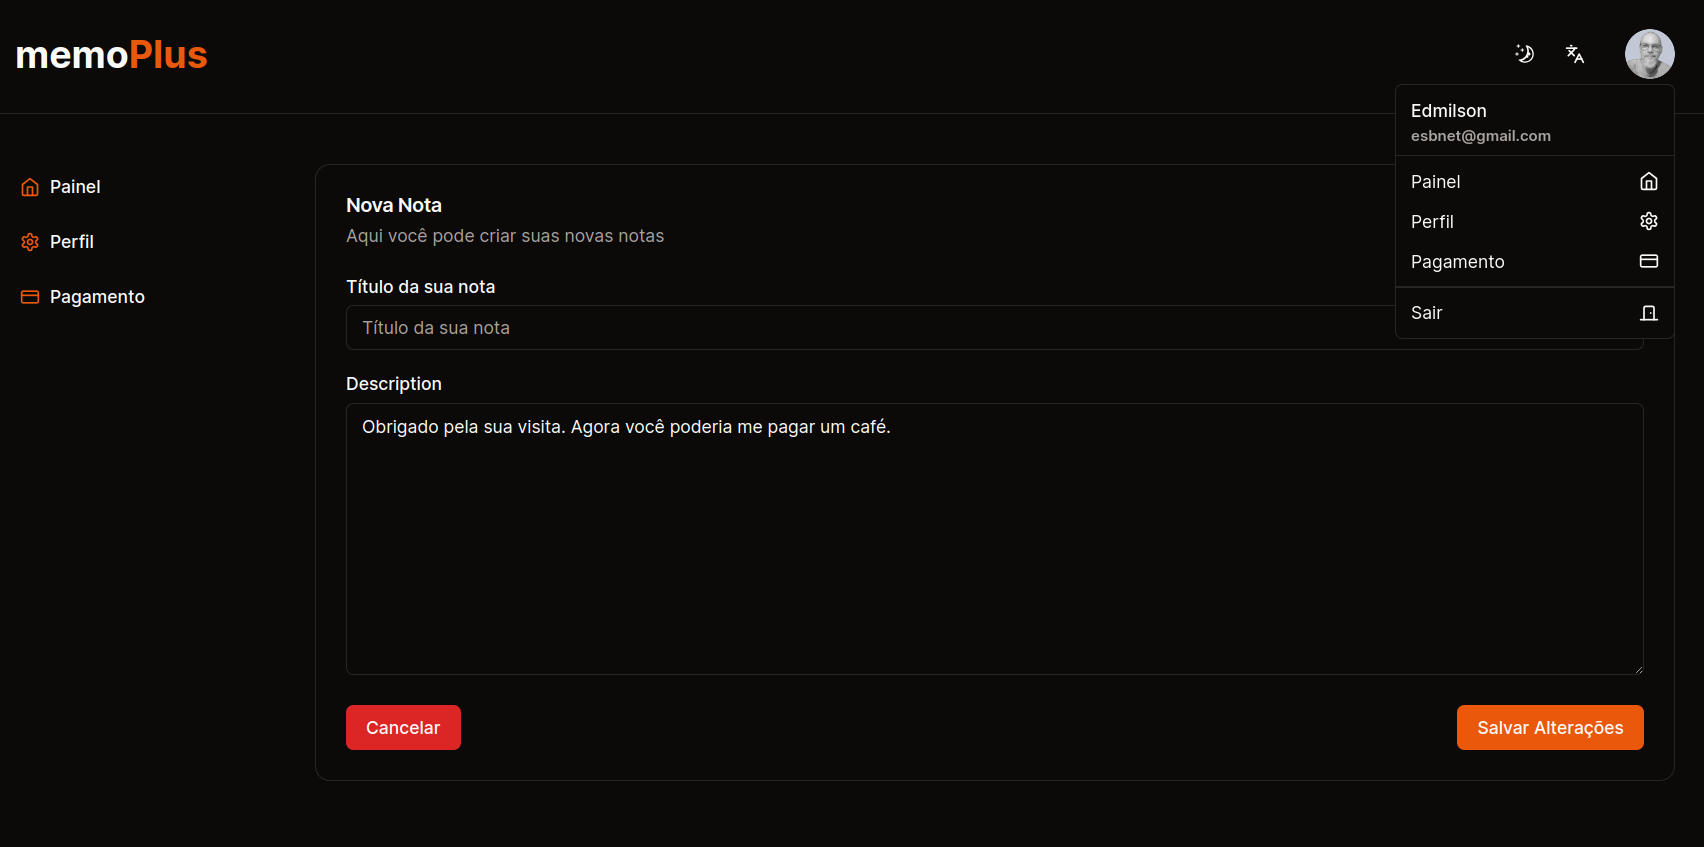 memoPlus
Edmilson
esbnet@gmail.com
Painel
Perfil
Pagamento
Sair
Painel
Perfil
Pagamento
Nova Nota
Aqui você pode criar suas novas notas
Título da sua nota
Título da sua nota
Description
Obrigado pela sua visita. Agora você poderia me pagar um café.
Cancelar
Salvar Alterações